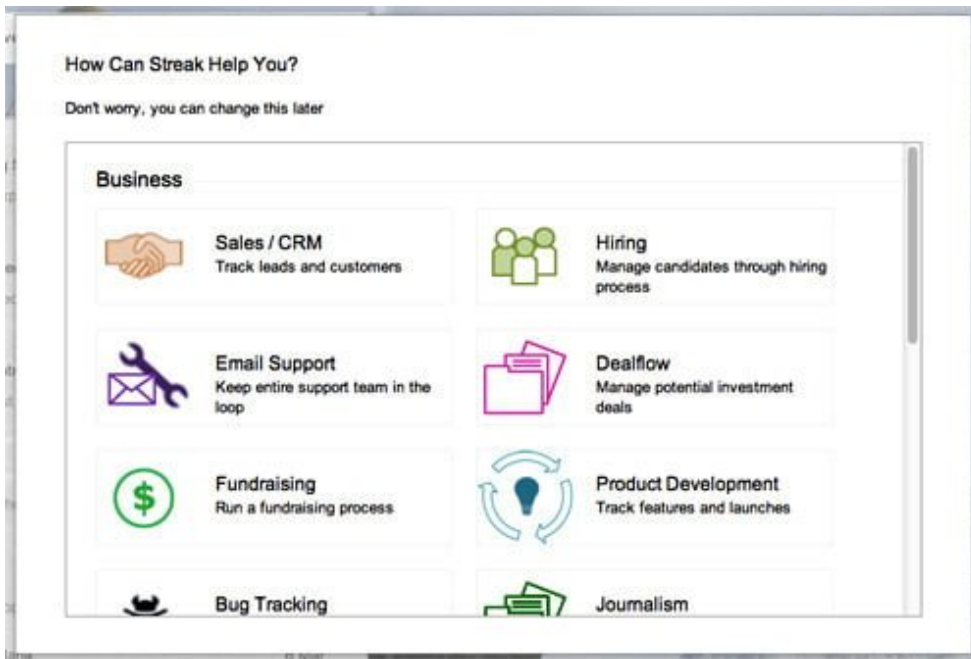 How Can Streak Help You?
Don't worry, you can change this later
Business
Sales / CRM
Track leads and customers
Hiring
Manage candidates through hiring
process
Email Support
Keep entire support team in the
loop
Dealflow
Manage potential investment
deals
Fundraising
Run a fundraising process
Product Development
Track features and launches
Bug Tracking
Journalism